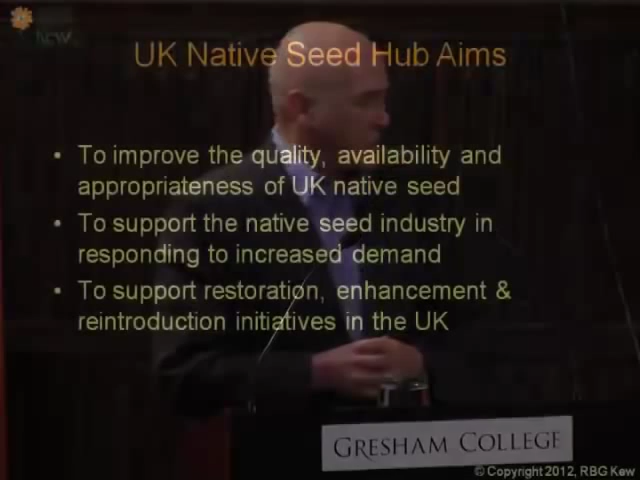 Kew
UK Native Seed Hub Aims
• To improve the quality, availability and
appropriateness of UK native seed
• To support the native seed industry in
responding to increased demand
• To support restoration, enhancement &
reintroduction initiatives in the UK
GRESHAM COLLEGE
© Copyright 2012, RBG Kew